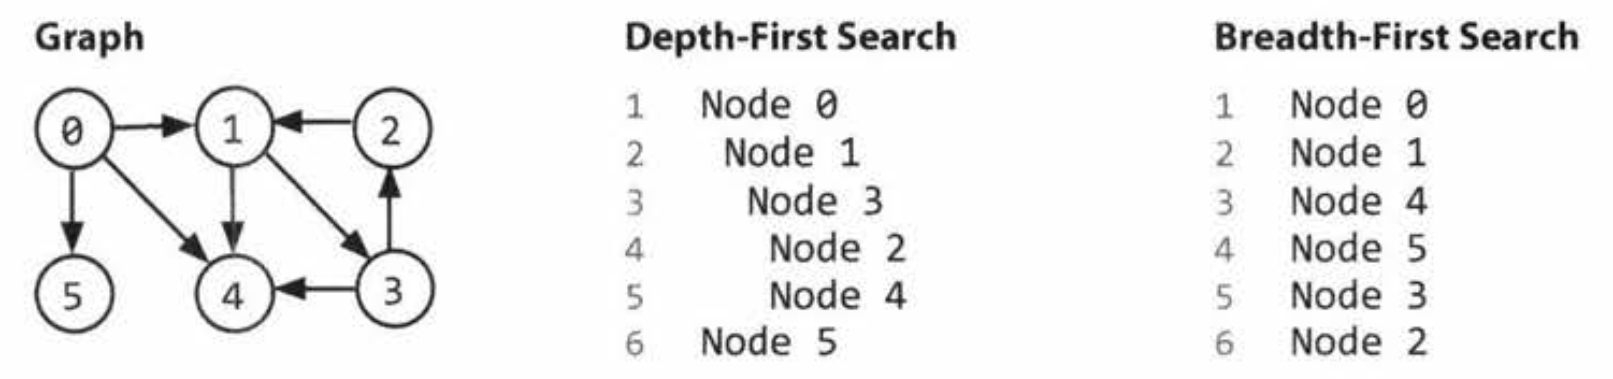 Graph
0 1 2
5 4 3
Depth-First Search
1 Node 0
2 Node 1
3 Node 3
4 Node 2
5 Node 4
6 Node 5
Breadth-First Search
1 Node 0
2 Node 1
3 Node 4
4 Node 5
5 Node 3
6 Node 2